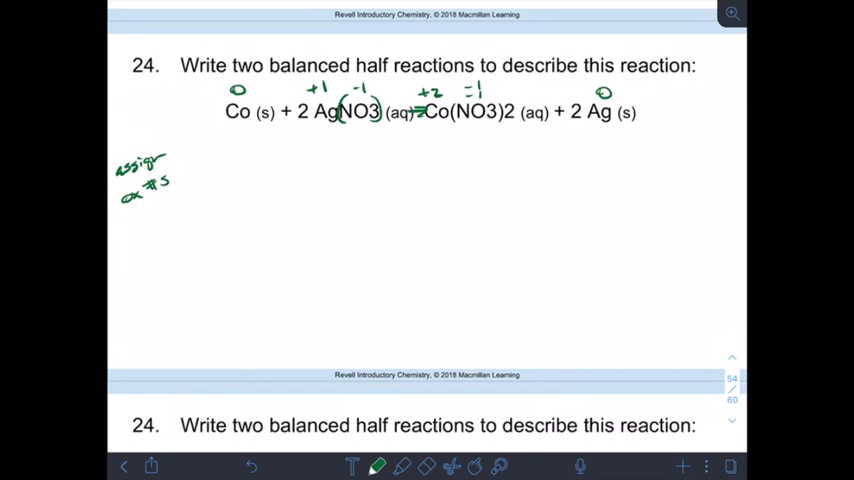 Revell Introductory Chemistry, © 2018 Macmillan Learning
24. Write two balanced half reactions to describe this reaction:
0 +1 -1 +2 -1 0
Co (s) + 2 Ag(NO3) (aq) → Co(NO3)2 (aq) + 2 Ag (s)
assign
ox #s
Revell Introductory Chemistry, © 2018 Macmillan Learning
54
/
60
24. Write two balanced half reactions to describe this reaction:
T